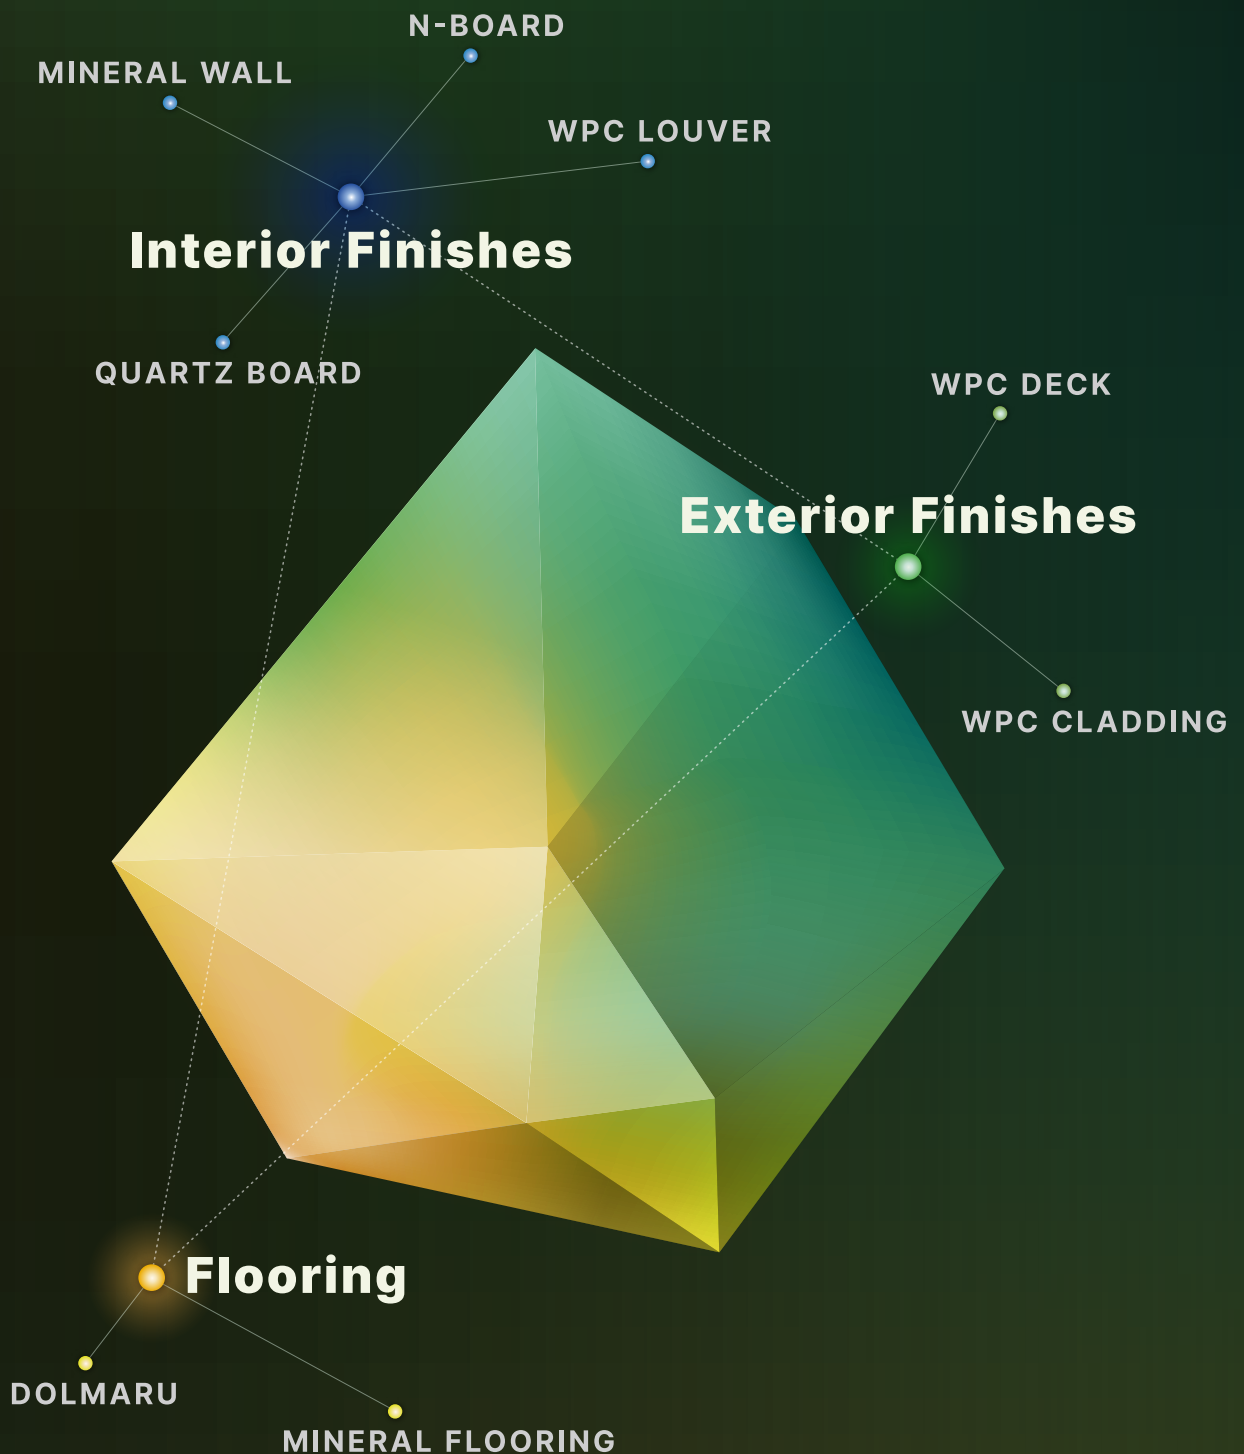 N-BOARD
MINERAL WALL
WPC LOUVER
Interior Finishes
QUARTZ BOARD
WPC DECK
Exterior Finishes
WPC CLADDING
Flooring
DOLMARU
MINERAL FLOORING